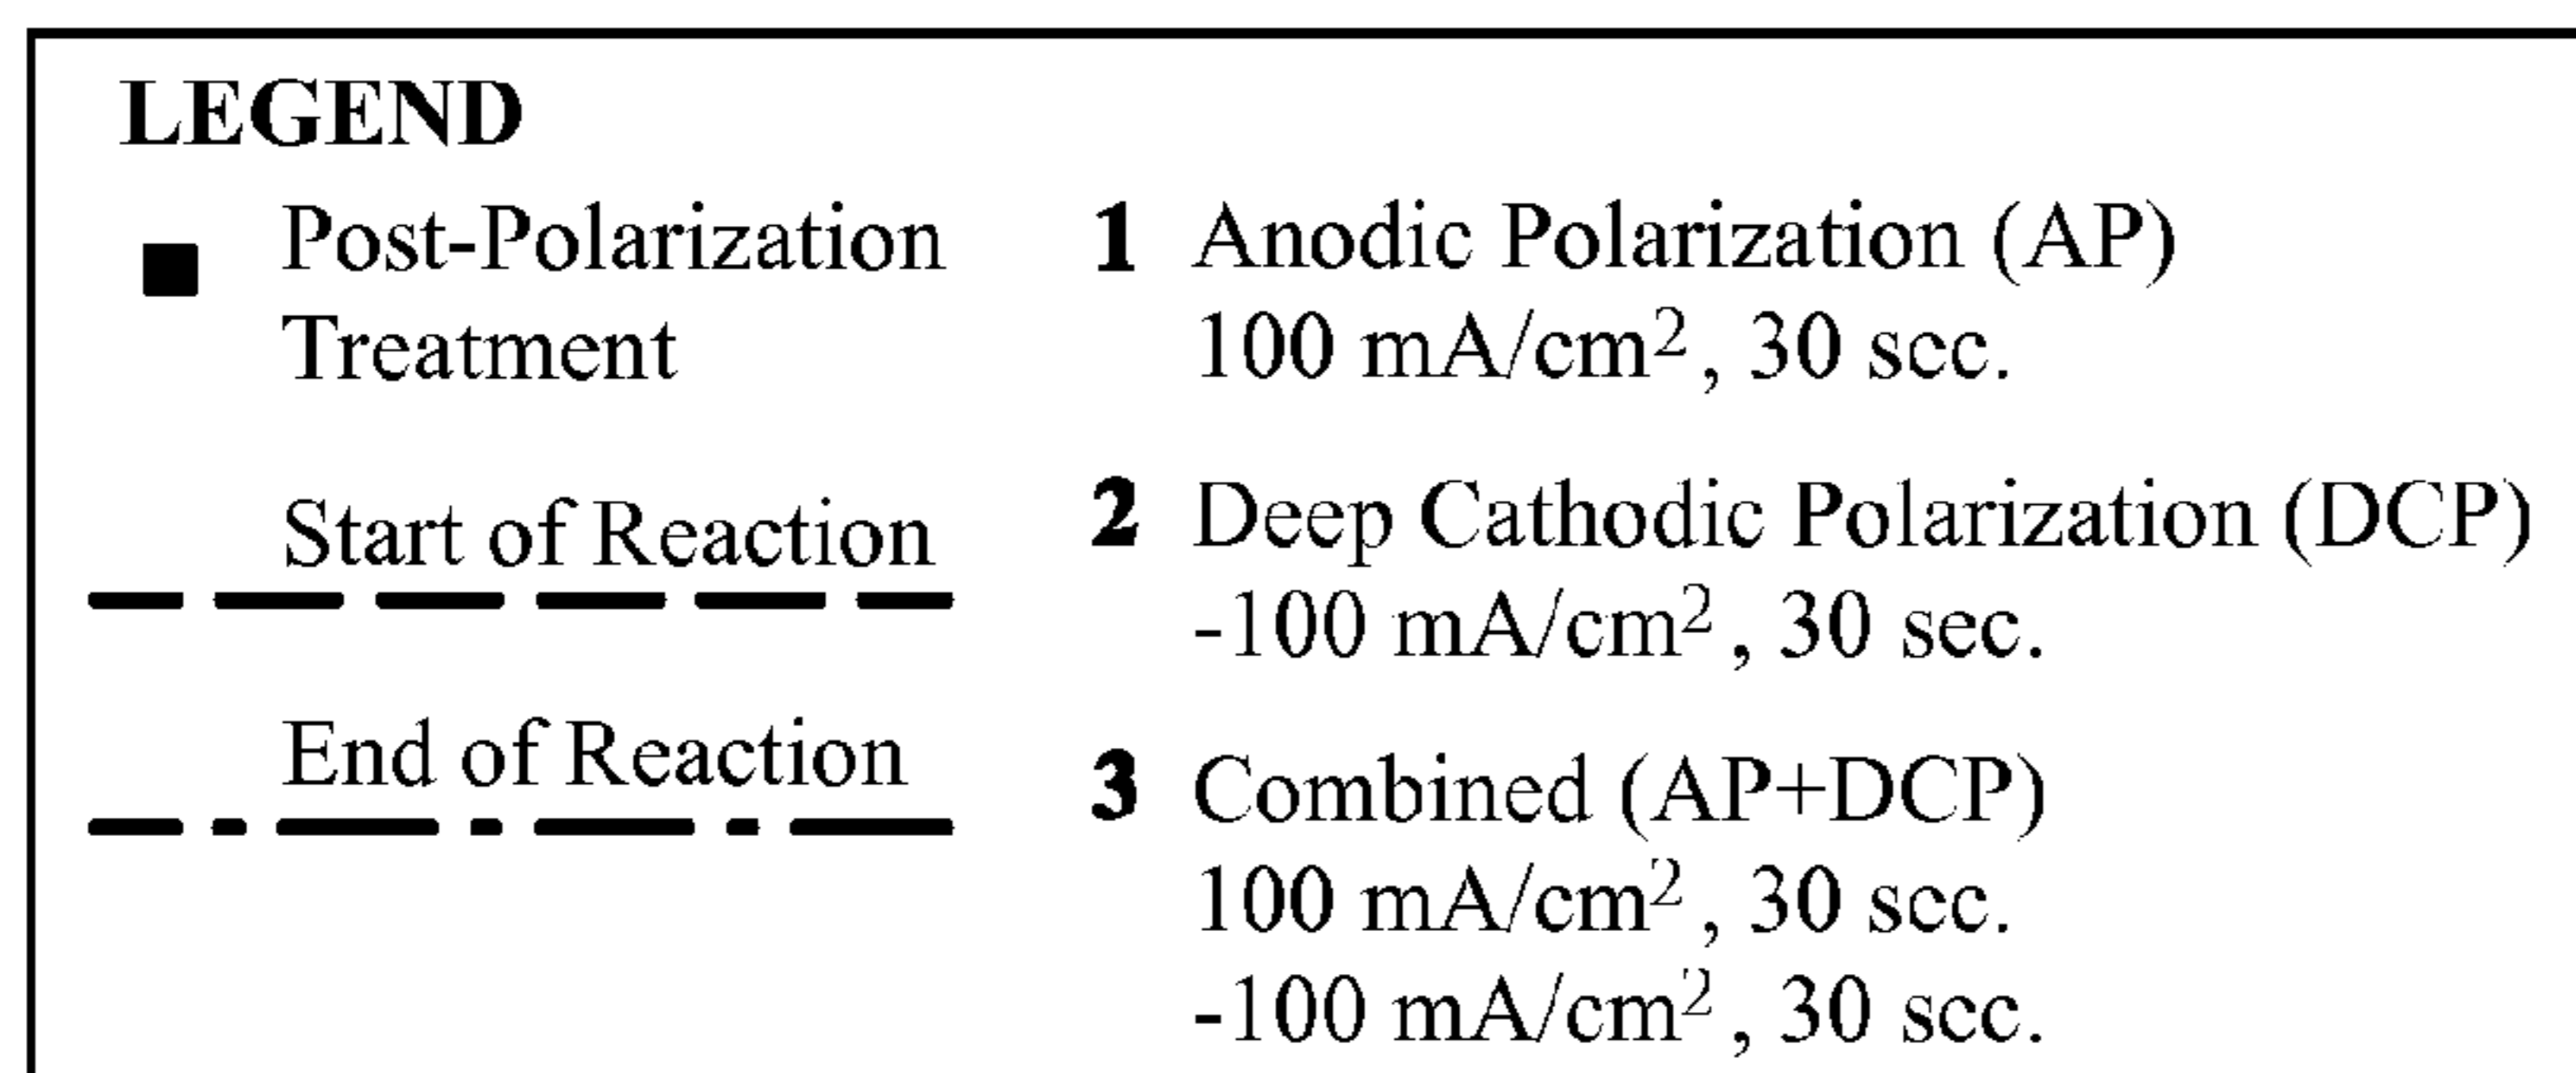 LEGEND
Post-Polarization
Treatment
Start of Reaction
End of Reaction
1 Anodic Polarization (AP)
100 mA/cm², 30 sec.
2 Deep Cathodic Polarization (DCP)
-100 mA/cm², 30 sec.
3 Combined (AP+DCP)
100 mA/cm², 30 sec.
-100 mA/cm², 30 sec.